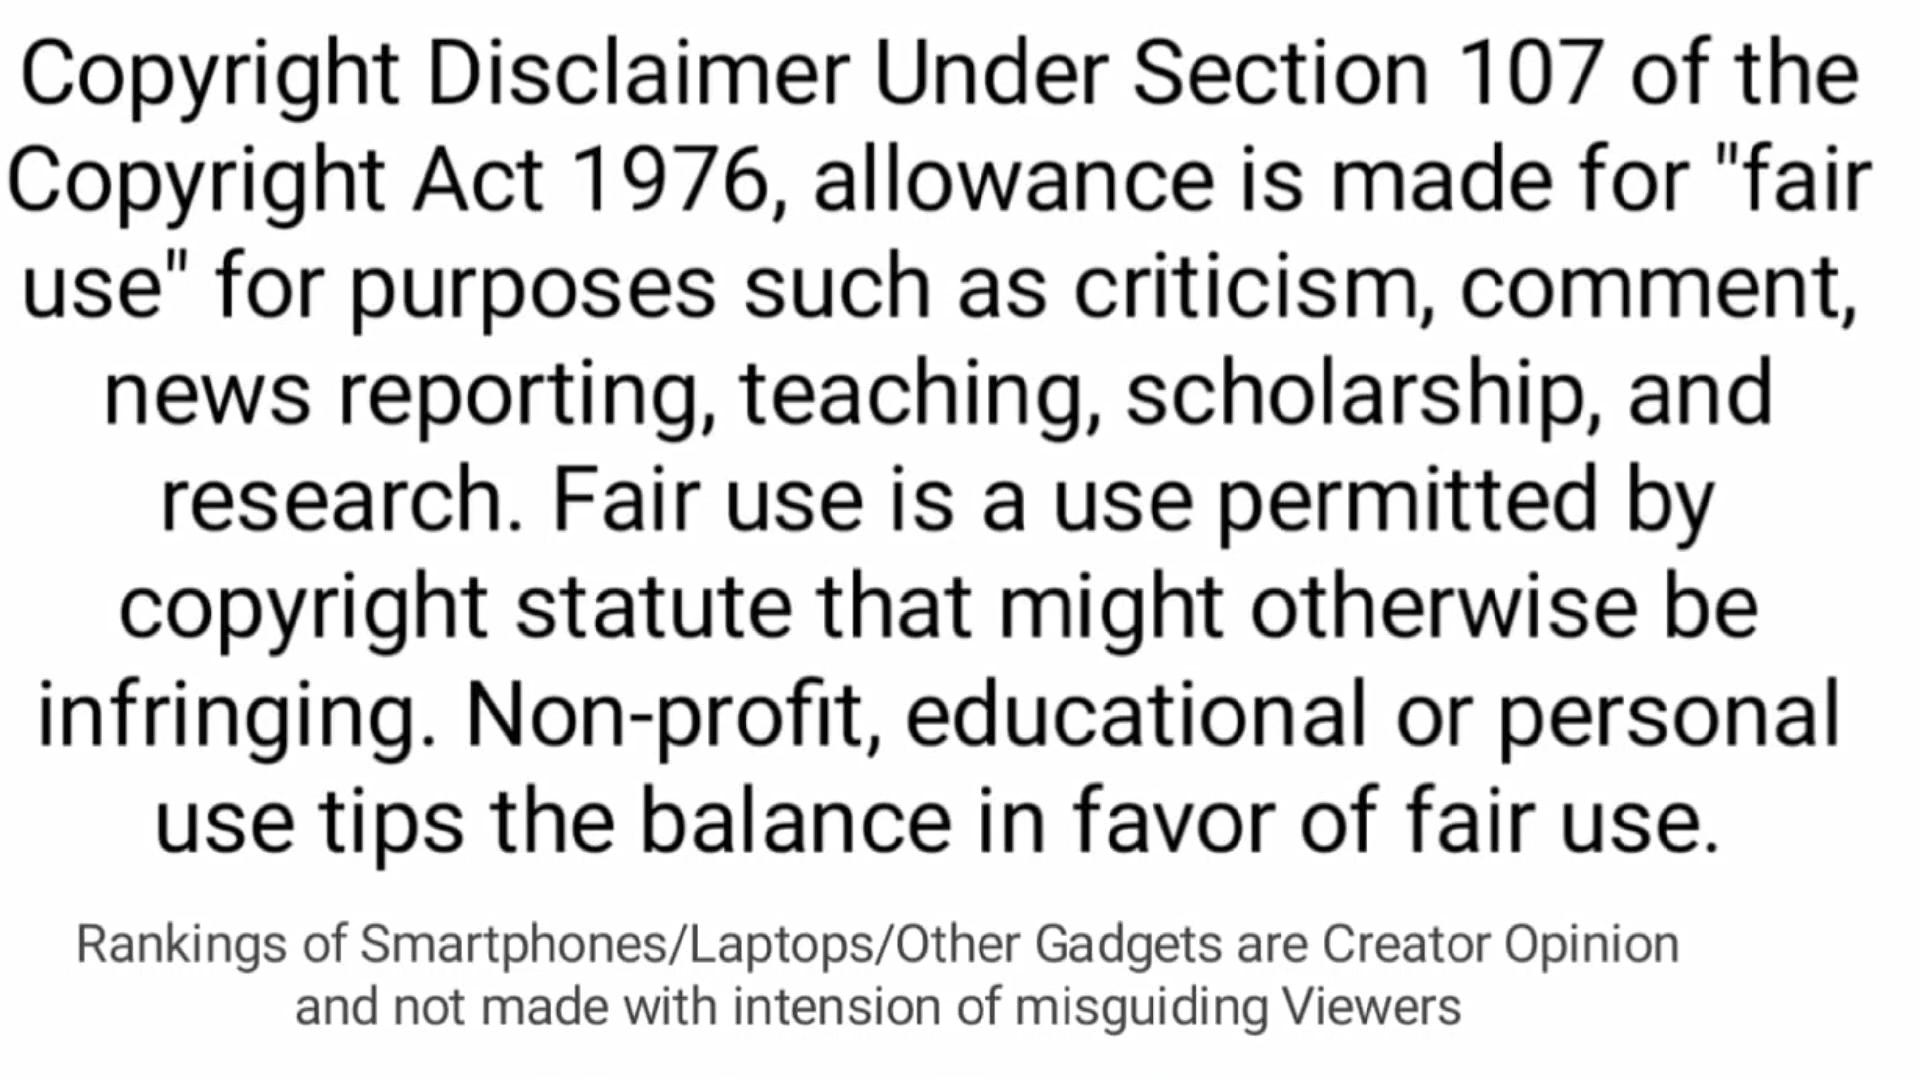 Copyright Disclaimer Under Section 107 of the
Copyright Act 1976, allowance is made for "fair
use" for purposes such as criticism, comment,
news reporting, teaching, scholarship, and
research. Fair use is a use permitted by
copyright statute that might otherwise be
infringing. Non-profit, educational or personal
use tips the balance in favor of fair use.
Rankings of Smartphones/Laptops/Other Gadgets are Creator Opinion
and not made with intension of misguiding Viewers